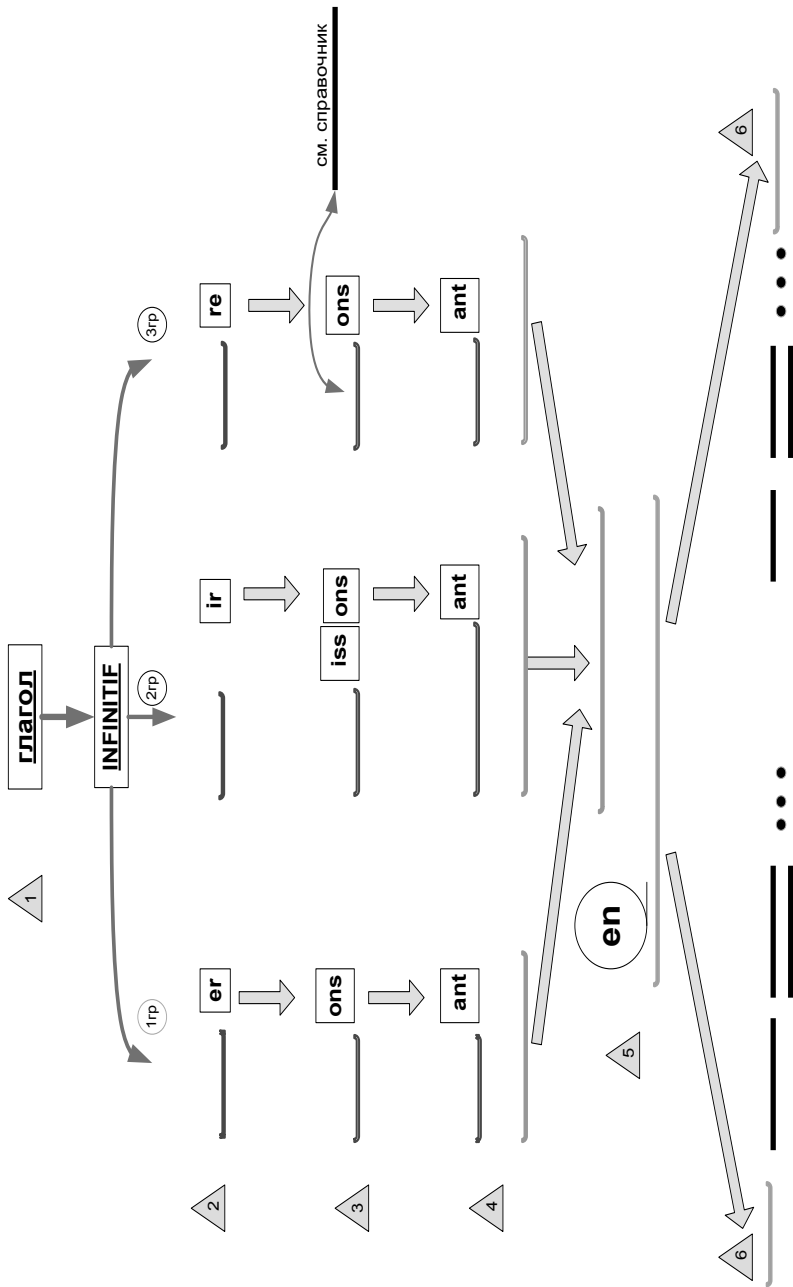 глагол
1
INFINITIF
1гр
2гр
3гр
2
er
ir
re
см. справочник
3
ons
iss
ons
ons
4
ant
ant
ant
5
en
6
6